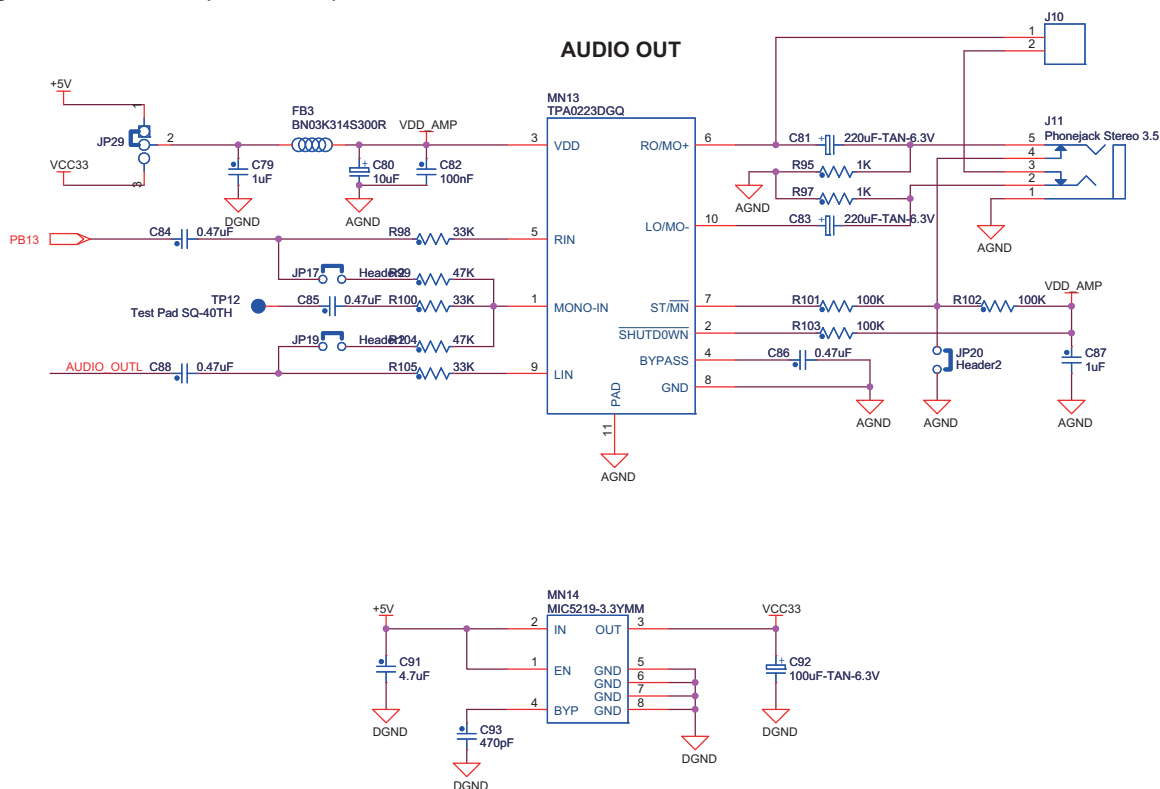 AUDIO OUT
J10
1
2
+5V
1
JP29
2
VCC33
3
FB3
BN03K314S300R
VDD_AMP
C79
1uF
DGND
C80
10uF
C82
100nF
AGND
MN13
TPA0223DGQ
3
VDD
RO/MO+
6
C81
+
220uF-TAN-6.3V
R95
1K
AGND
R97
1K
LO/MO-
10
C83
+
220uF-TAN-6.3V
J11
Phonejack Stereo 3.5
5
4
3
2
1
AGND
PB13
C84
0.47uF
R98
33K
5
RIN
JP17
Header2
R99
47K
TP12
Test Pad SQ-40TH
C85
0.47uF
R100
33K
1
MONO-IN
JP19
Header2
R104
47K
AUDIO_OUTL
C88
0.47uF
R105
33K
9
LIN
ST/MN
7
R101
100K
R102
100K
VDD_AMP
SHUTD0WN
2
R103
100K
BYPASS
4
C86
0.47uF
GND
8
AGND
JP20
Header2
AGND
C87
1uF
AGND
PAD
11
AGND
MN14
MIC5219-3.3YMM
+5V
2
IN
OUT
3
VCC33
C91
4.7uF
DGND
1
EN
GND
5
GND
6
GND
7
GND
8
4
BYP
C93
470pF
DGND
DGND
+
C92
100uF-TAN-6.3V
DGND